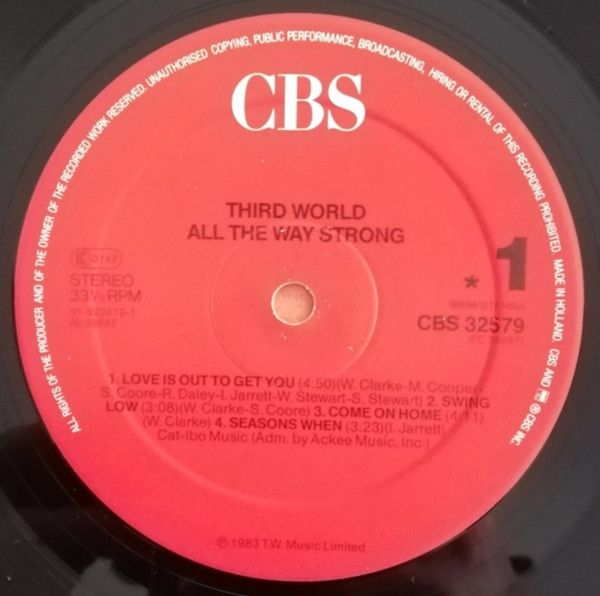 ALL RIGHTS OF THE PRODUCER AND OF THE OWNER OF THE RECORDED WORK RESERVED. UNAUTHORISED COPYING, PUBLIC PERFORMANCE, BROADCASTING, HIRING OR RENTAL OF THIS RECORDING PROHIBITED. MADE IN HOLLAND. CBS AND ℗ CBS INC.
CBS
THIRD WORLD
ALL THE WAY STRONG
STEREO
33⅓ RPM
* 1
BIEM/STEMRA
CBS 32579
1. LOVE IS OUT TO GET YOU (4:50)(W. Clarke-M. Cooper-
S. Coore-R. Daley-I. Jarrett-W. Stewart-S. Stewart) 2. SWING
LOW (3:08)(W. Clarke-S. Coore) 3. COME ON HOME (4:11)
(W. Clarke) 4. SEASONS WHEN (3:23)(I. Jarrett).
Cat-Ibo Music (Adm. by Ackee Music, Inc.)
℗ 1983 T.W. Music Limited